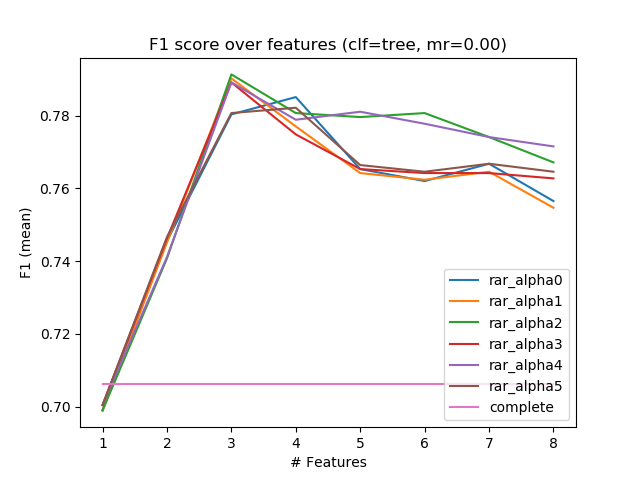 F1 score over features (clf=tree, mr=0.00)
F1 (mean)
0.78
0.76
0.74
0.72
0.70
1 2 3 4 5 6 7 8
# Features
rar_alpha0
rar_alpha1
rar_alpha2
rar_alpha3
rar_alpha4
rar_alpha5
complete